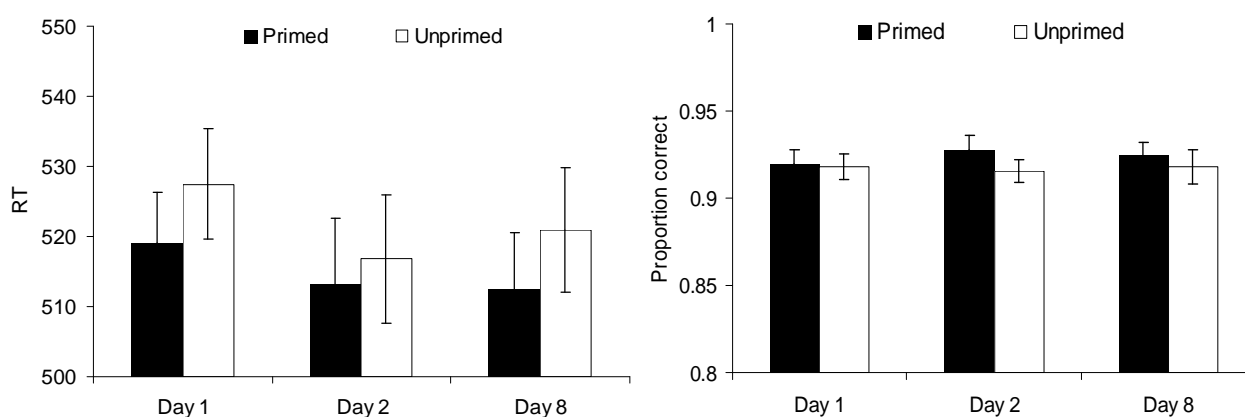 550
540
530
520
510
500
RT
Primed Unprimed
Day 1 Day 2 Day 8
1
0.95
0.9
0.85
0.8
Proportion correct
Primed Unprimed
Day 1 Day 2 Day 8